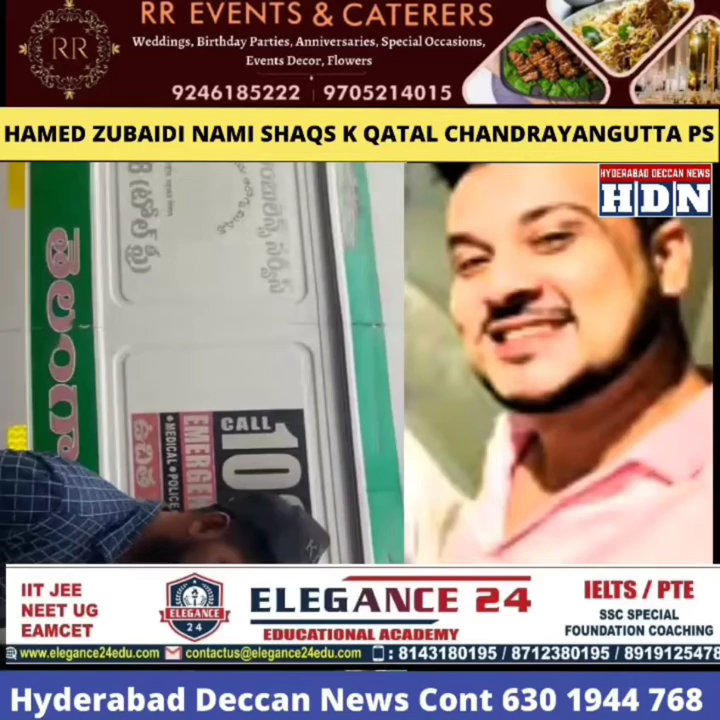 RR EVENTS & CATERERS
RR
Weddings, Birthday Parties, Anniversaries, Special Occasions,
Events Decor, Flowers
9246185222 | 9705214015
HAMED ZUBAIDI NAMI SHAQS K QATAL CHANDRAYANGUTTA PS
HYDERABAD DECCAN NEWS
HDN
తెలంగా
CALL
10
EMERGEN
• MEDICAL • POLICE
ఉచిత
IIT JEE
NEET UG
EAMCET
ELEGANCE
24
ELEGANCE 24
EDUCATIONAL ACADEMY
IELTS / PTE
SSC SPECIAL
FOUNDATION COACHING
www.elegance24edu.com contactus@elegance24edu.com : 8143180195 / 8712380195 / 8919125478
Hyderabad Deccan News Cont 630 1944 768